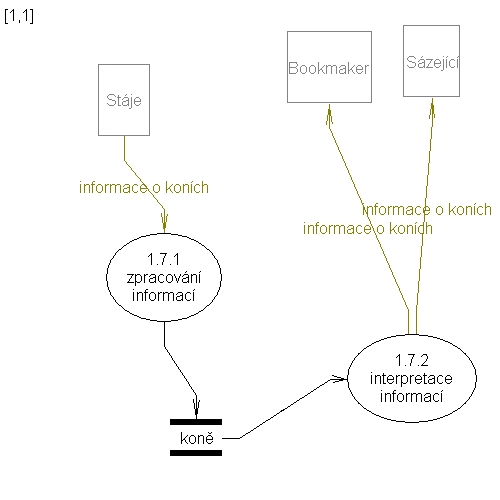 [1,1]
Bookmaker
Sázející
Stáje
informace o koních
informace o koních
informace o koních
1.7.1
zpracování
informací
1.7.2
interpretace
informací
koně